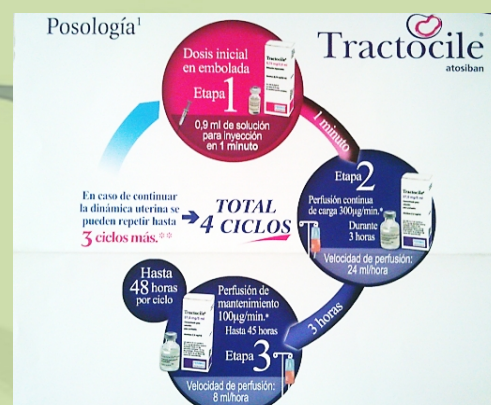 Posología¹
Tractocile®
atosiban
Dosis inicial
en embolada
Etapa 1
0,9 ml de solución
para inyección
en 1 minuto
1 minuto
Etapa 2
Perfusión continua
de carga 300µg/min.*
Durante
3 horas
Velocidad de perfusión:
24 ml/hora
3 horas
En caso de continuar
la dinámica uterina se
pueden repetir hasta
3 ciclos más.**
TOTAL
4 CICLOS
Hasta
48 horas
por ciclo
Perfusión de
mantenimiento
100µg/min.*
Hasta 45 horas
Etapa 3
Velocidad de perfusión:
8 ml/hora
Tractocile
Tractocile
Tractocile